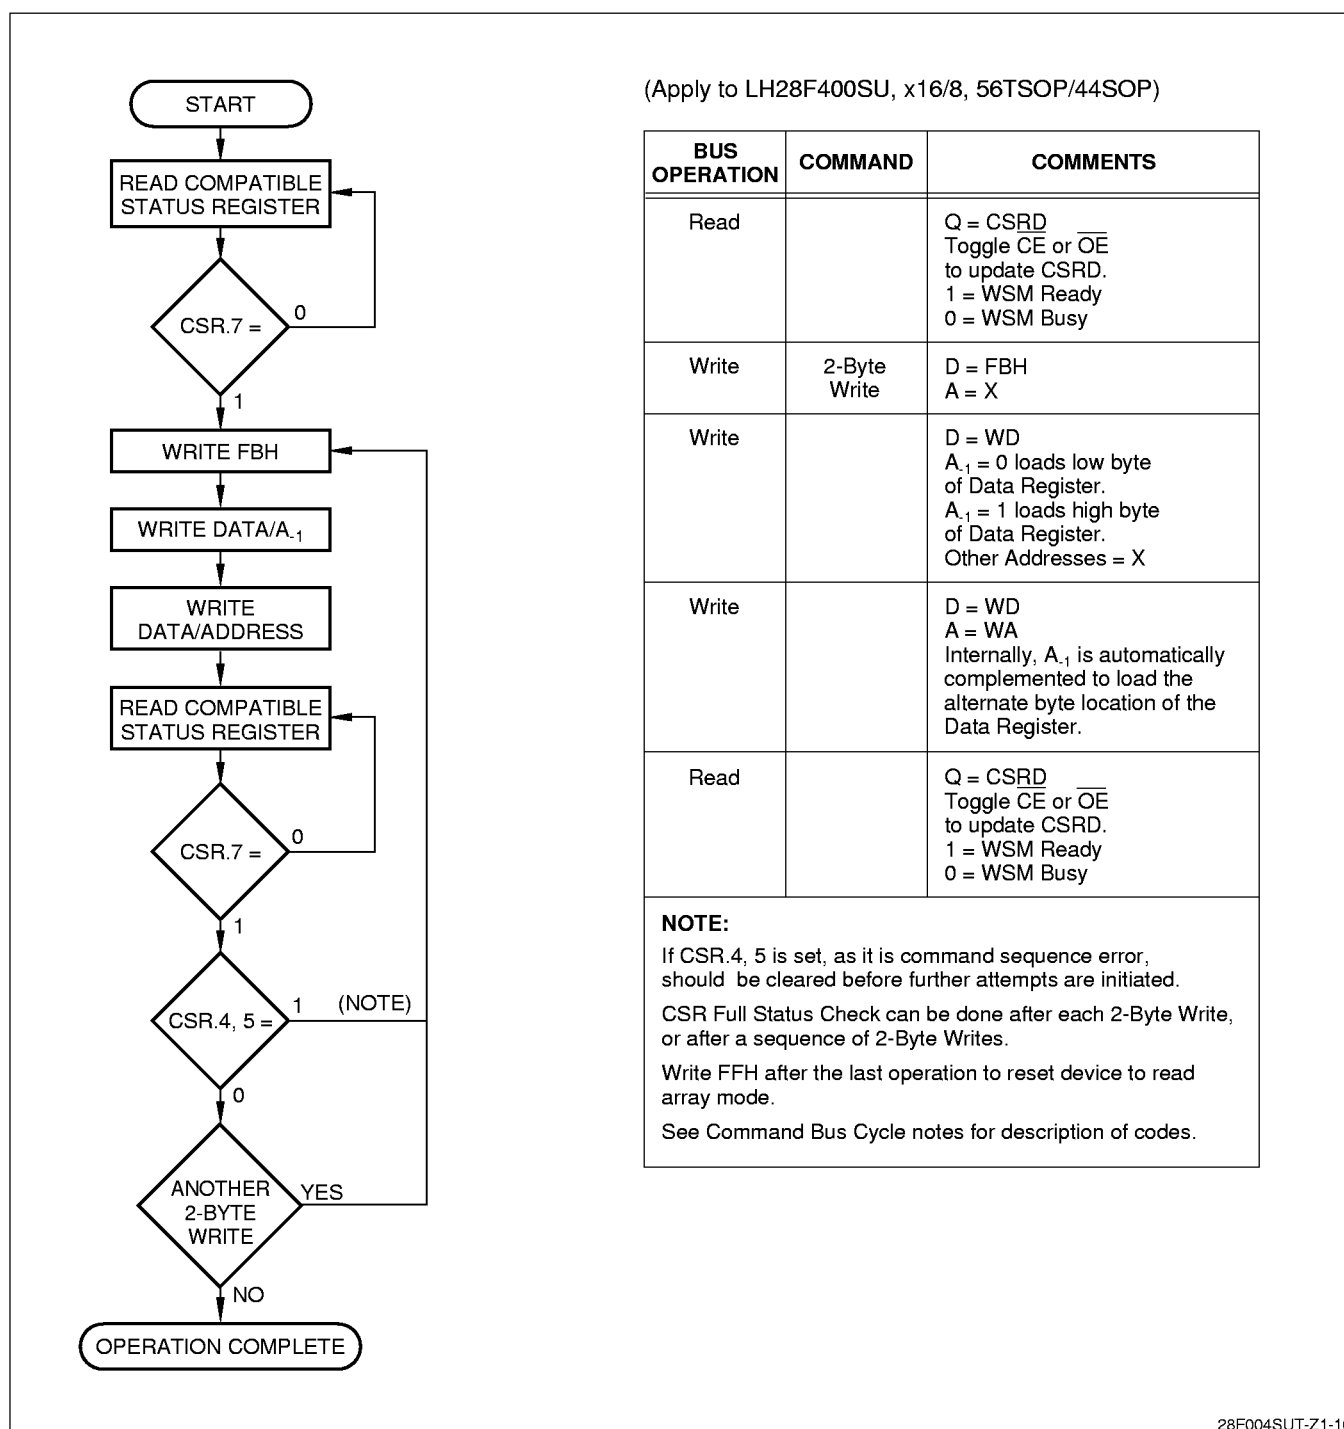 START
READ COMPATIBLE
STATUS REGISTER
CSR.7 =
0
1
WRITE FBH
WRITE DATA/A-1
WRITE
DATA/ADDRESS
READ COMPATIBLE
STATUS REGISTER
CSR.7 =
0
1
CSR.4, 5 =
1
(NOTE)
0
ANOTHER
2-BYTE
WRITE
YES
NO
OPERATION COMPLETE
(Apply to LH28F400SU, x16/8, 56TSOP/44SOP)
BUS
OPERATION
COMMAND
COMMENTS
Read
Q = CSRD
Toggle CE or OE
to update CSRD.
1 = WSM Ready
0 = WSM Busy
Write
2-Byte
Write
D = FBH
A = X
Write
D = WD
A-1 = 0 loads low byte
of Data Register.
A-1 = 1 loads high byte
of Data Register.
Other Addresses = X
Write
D = WD
A = WA
Internally, A-1 is automatically
complemented to load the
alternate byte location of the
Data Register.
Read
Q = CSRD
Toggle CE or OE
to update CSRD.
1 = WSM Ready
0 = WSM Busy
NOTE:
If CSR.4, 5 is set, as it is command sequence error,
should be cleared before further attempts are initiated.
CSR Full Status Check can be done after each 2-Byte Write,
or after a sequence of 2-Byte Writes.
Write FFH after the last operation to reset device to read
array mode.
See Command Bus Cycle notes for description of codes.